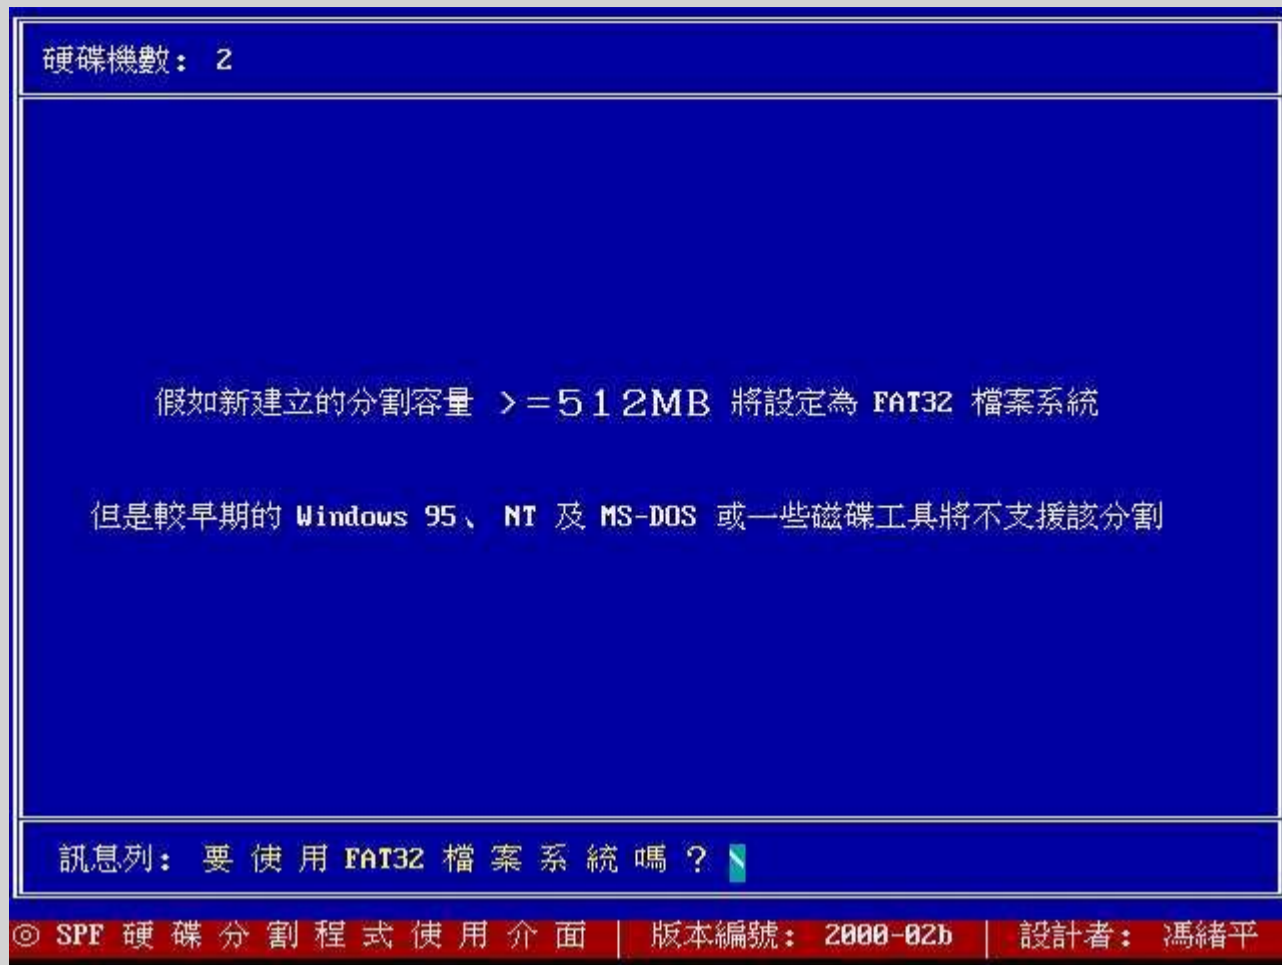 硬碟機數: 2
假如新建立的分割容量 >=512MB 將設定為 FAT32 檔案系統
但是較早期的 Windows 95、 NT 及 MS-DOS 或一些磁碟工具將不支援該分割
訊息列: 要使用 FAT32 檔案系統嗎?
◎ SPF 硬碟分割程式使用介面 │ 版本編號: 2000-02b │ 設計者: 馮緒平